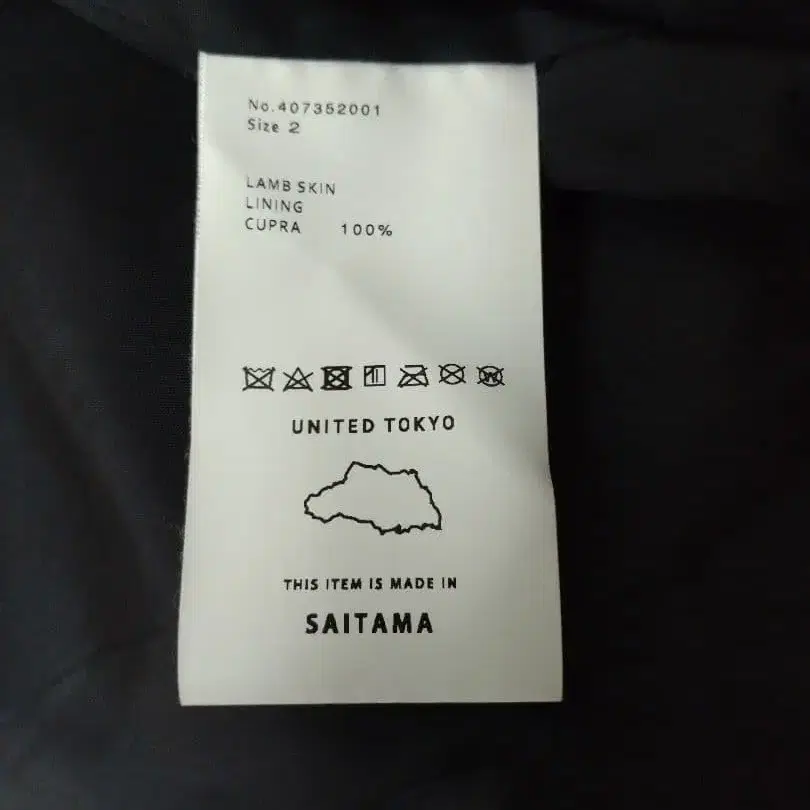 No.407352001
Size 2
LAMB SKIN
LINING
CUPRA 100%
UNITED TOKYO
THIS ITEM IS MADE IN
SAITAMA